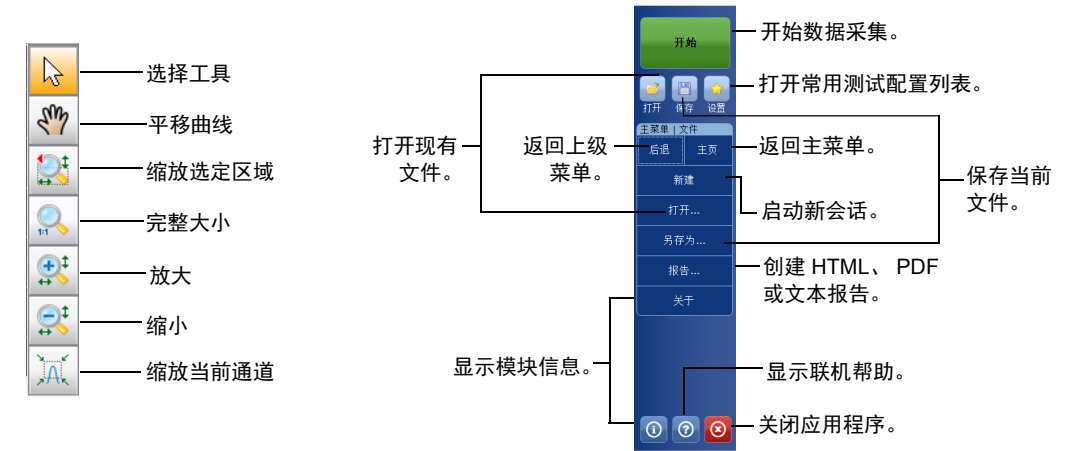 选择工具
平移曲线
缩放选定区域
1:1
完整大小
放大
缩小
缩放当前通道
开始
开始数据采集。
打开
保存
设置
打开常用测试配置列表。
主菜单 | 文件
后退
主页
打开现有
文件。
返回上级
菜单。
返回主菜单。
新建
启动新会话。
打开...
保存当前
文件。
另存为...
报告...
创建 HTML、 PDF
或文本报告。
关于
显示模块信息。
显示联机帮助。
关闭应用程序。